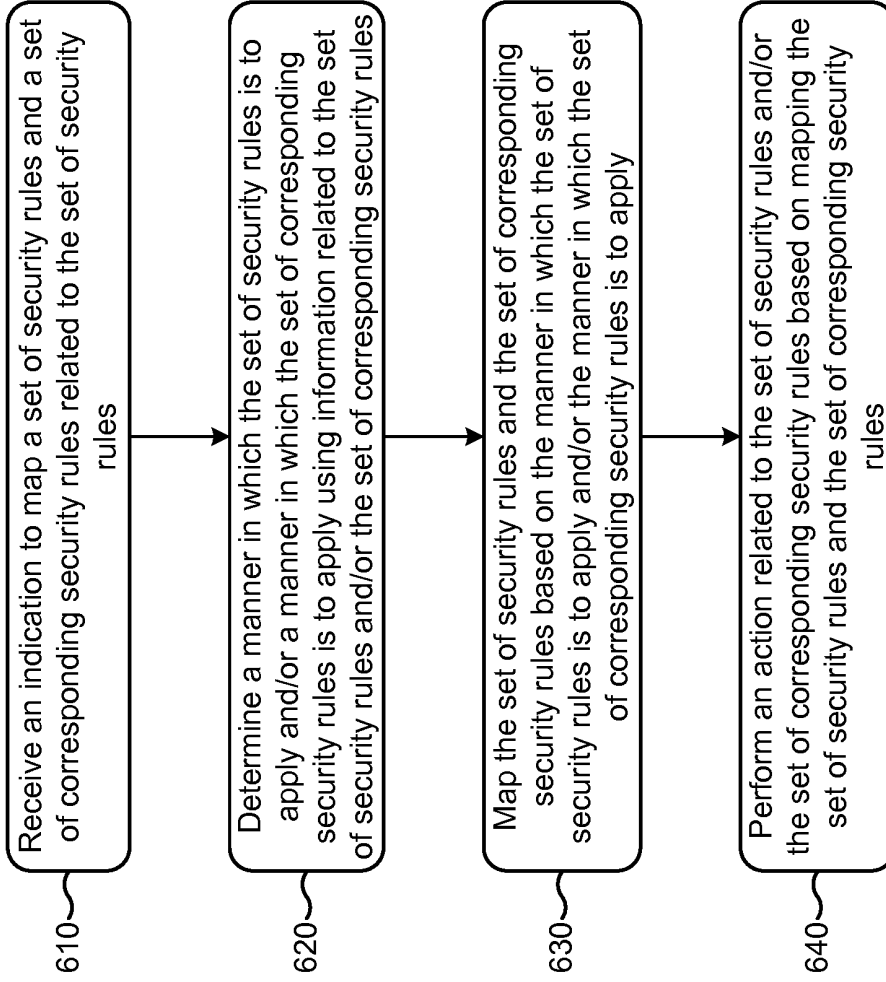 610
Receive an indication to map a set of security rules and a set
of corresponding security rules related to the set of security
rules
620
Determine a manner in which the set of security rules is to
apply and/or a manner in which the set of corresponding
security rules is to apply using information related to the set
of security rules and/or the set of corresponding security rules
630
Map the set of security rules and the set of corresponding
security rules based on the manner in which the set of
security rules is to apply and/or the manner in which the set
of corresponding security rules is to apply
640
Perform an action related to the set of security rules and/or
the set of corresponding security rules based on mapping the
set of security rules and the set of corresponding security
rules